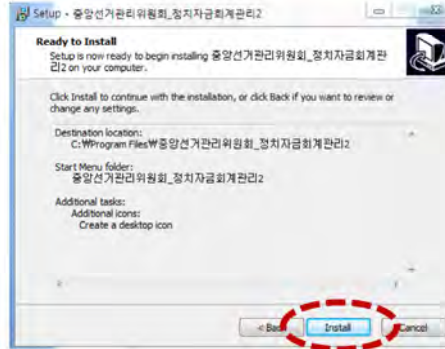 Setup - 중앙선거관리위원회_정치자금회계관리2
Ready to Install
Setup is now ready to begin installing 중앙선거관리위원회_정치자금회계관
리2 on your computer.
Click Install to continue with the installation, or click Back if you want to review or
change any settings.
Destination location:
C:₩Program Files₩중앙선거관리위원회_정치자금회계관리2
Start Menu folder:
중앙선거관리위원회_정치자금회계관리2
Additional tasks:
Additional icons:
Create a desktop icon
< Back
Install
Cancel